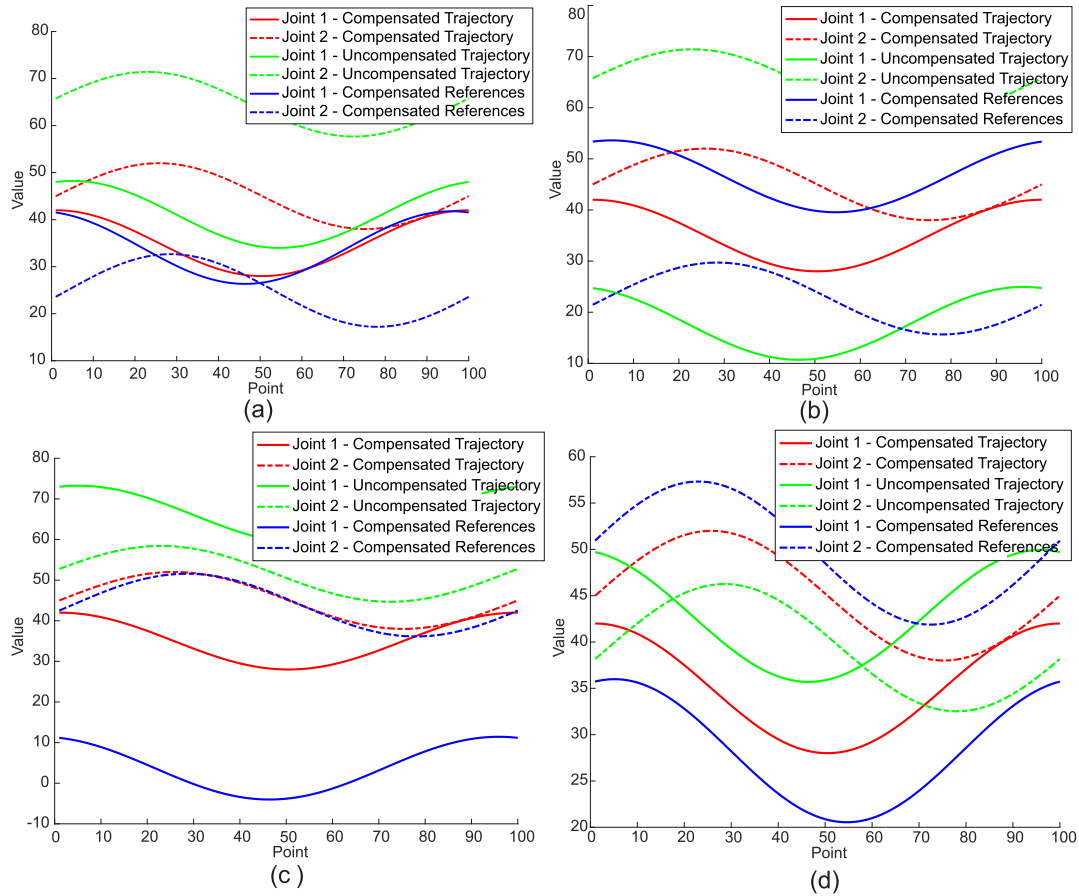 Joint 1 - Compensated Trajectory
Joint 2 - Compensated Trajectory
Joint 1 - Uncompensated Trajectory
Joint 2 - Uncompensated Trajectory
Joint 1 - Compensated References
Joint 2 - Compensated References
80
70
60
50
40
30
20
10
Value
0 10 20 30 40 50 60 70 80 90 100
Point
(a)
Joint 1 - Compensated Trajectory
Joint 2 - Compensated Trajectory
Joint 1 - Uncompensated Trajectory
Joint 2 - Uncompensated Trajectory
Joint 1 - Compensated References
Joint 2 - Compensated References
80
70
60
50
40
30
20
10
Value
0 10 20 30 40 50 60 70 80 90 100
Point
(b)
Joint 1 - Compensated Trajectory
Joint 2 - Compensated Trajectory
Joint 1 - Uncompensated Trajectory
Joint 2 - Uncompensated Trajectory
Joint 1 - Compensated References
Joint 2 - Compensated References
80
70
60
50
40
30
20
10
0
-10
Value
0 10 20 30 40 50 60 70 80 90 100
Point
(c)
Joint 1 - Compensated Trajectory
Joint 2 - Compensated Trajectory
Joint 1 - Uncompensated Trajectory
Joint 2 - Uncompensated Trajectory
Joint 1 - Compensated References
Joint 2 - Compensated References
60
55
50
45
40
35
30
25
20
Value
0 10 20 30 40 50 60 70 80 90 100
Point
(d)